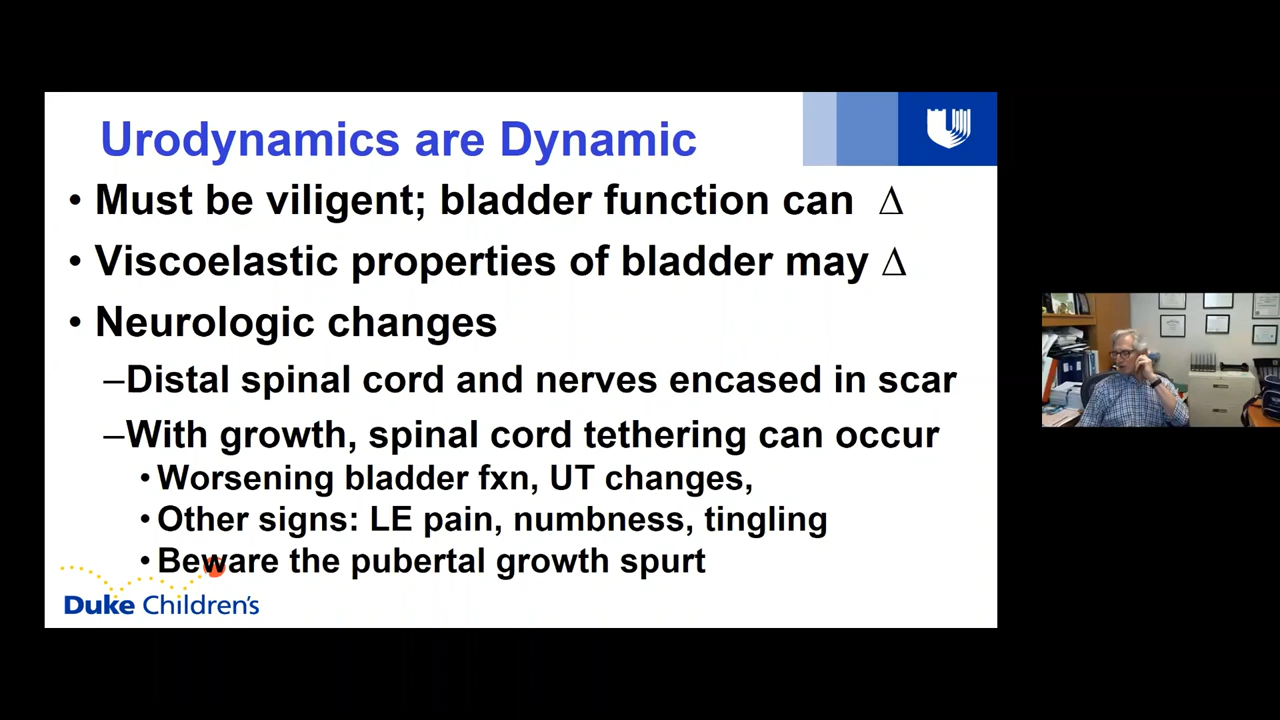 Urodynamics are Dynamic
• Must be viligent; bladder function can Δ
• Viscoelastic properties of bladder may Δ
• Neurologic changes
–Distal spinal cord and nerves encased in scar
–With growth, spinal cord tethering can occur
• Worsening bladder fxn, UT changes,
• Other signs: LE pain, numbness, tingling
• Beware the pubertal growth spurt
Duke Children's